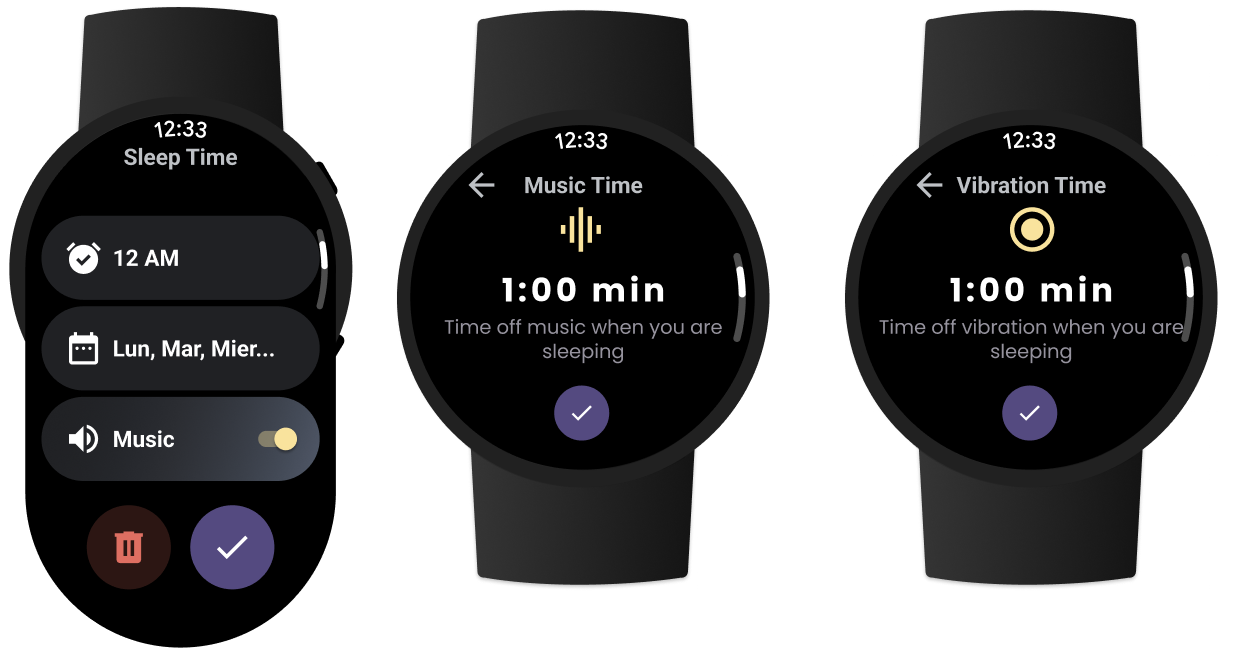 12:33
Sleep Time
12 AM
Lun, Mar, Mier...
Music
12:33
Music Time
1:00 min
Time off music when you are
sleeping
12:33
Vibration Time
1:00 min
Time off vibration when you are
sleeping